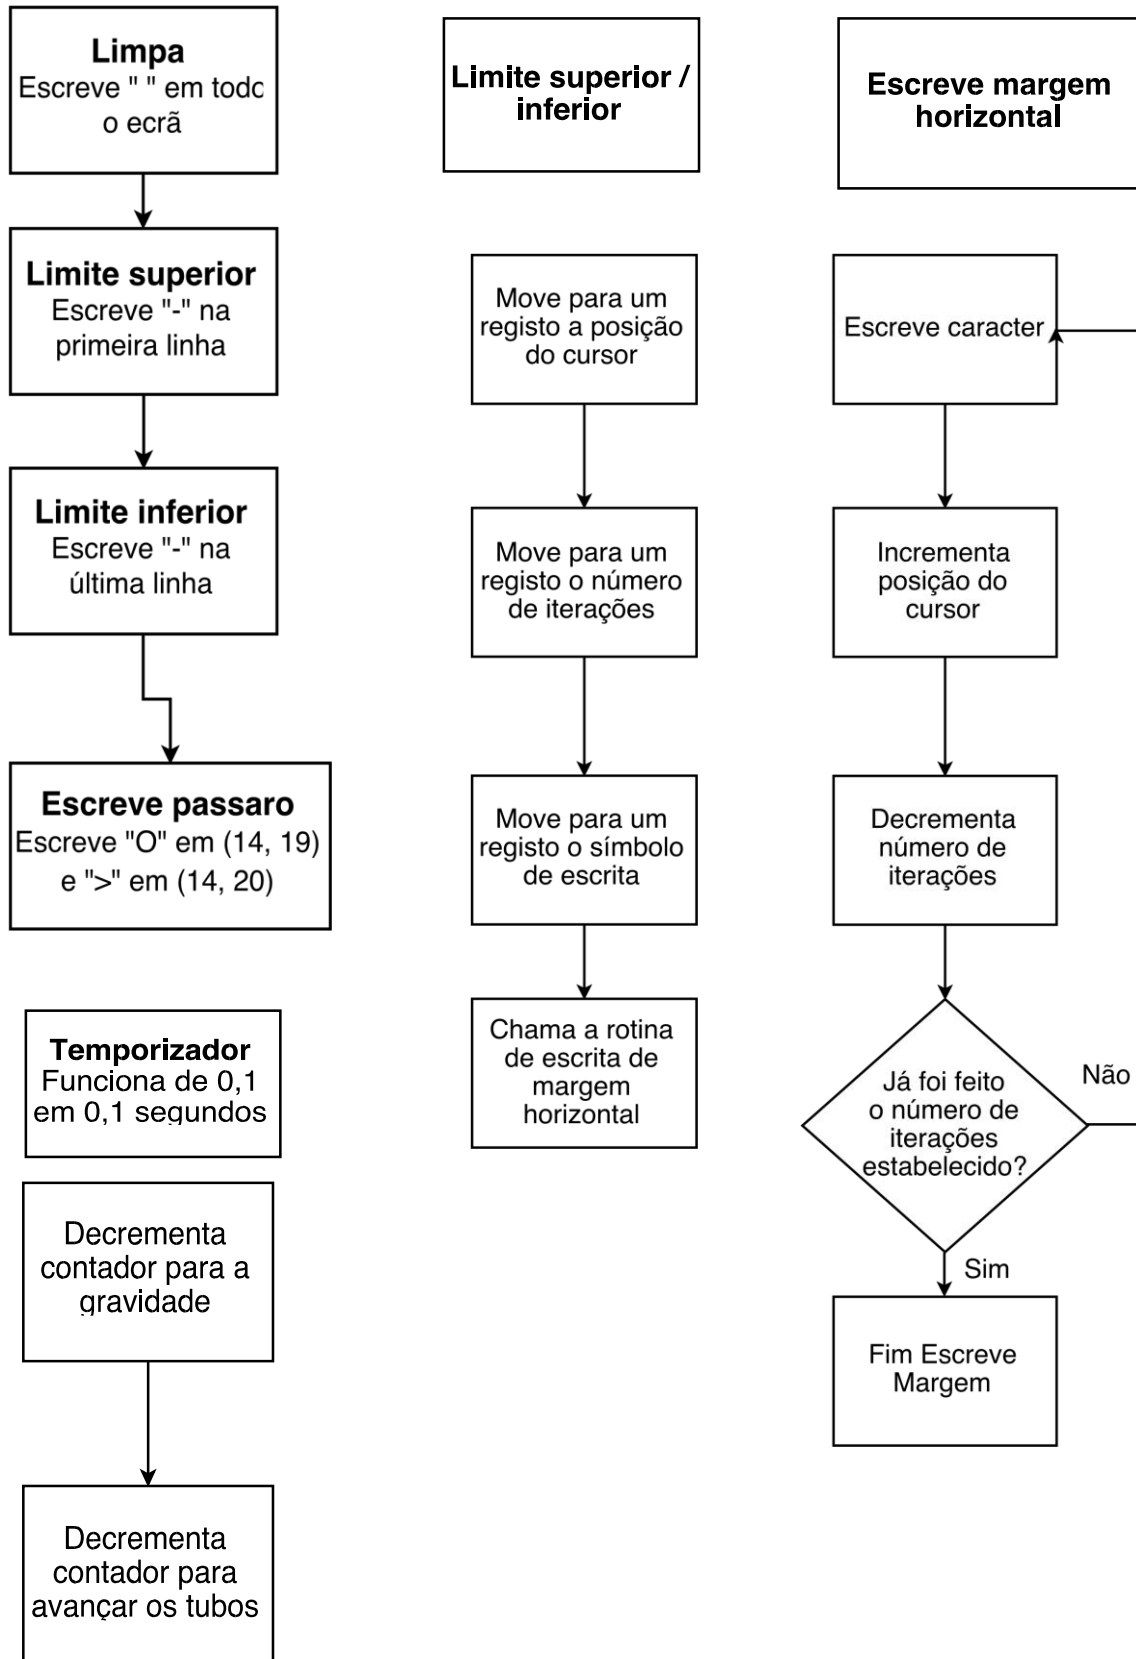 Limpa
Escreve " " em todo
o ecrã
Limite superior
Escreve "-" na
primeira linha
Limite inferior
Escreve "-" na
última linha
Escreve passaro
Escreve "O" em (14, 19)
e ">" em (14, 20)
Temporizador
Funciona de 0,1
em 0,1 segundos
Decrementa
contador para a
gravidade
Decrementa
contador para
avançar os tubos
Limite superior /
inferior
Move para um
registo a posição
do cursor
Move para um
registo o número
de iterações
Move para um
registo o símbolo
de escrita
Chama a rotina
de escrita de
margem
horizontal
Escreve margem
horizontal
Escreve caracter
Incrementa
posição do
cursor
Decrementa
número de
iterações
Já foi feito
o número de
iterações
estabelecido?
Não
Sim
Fim Escreve
Margem